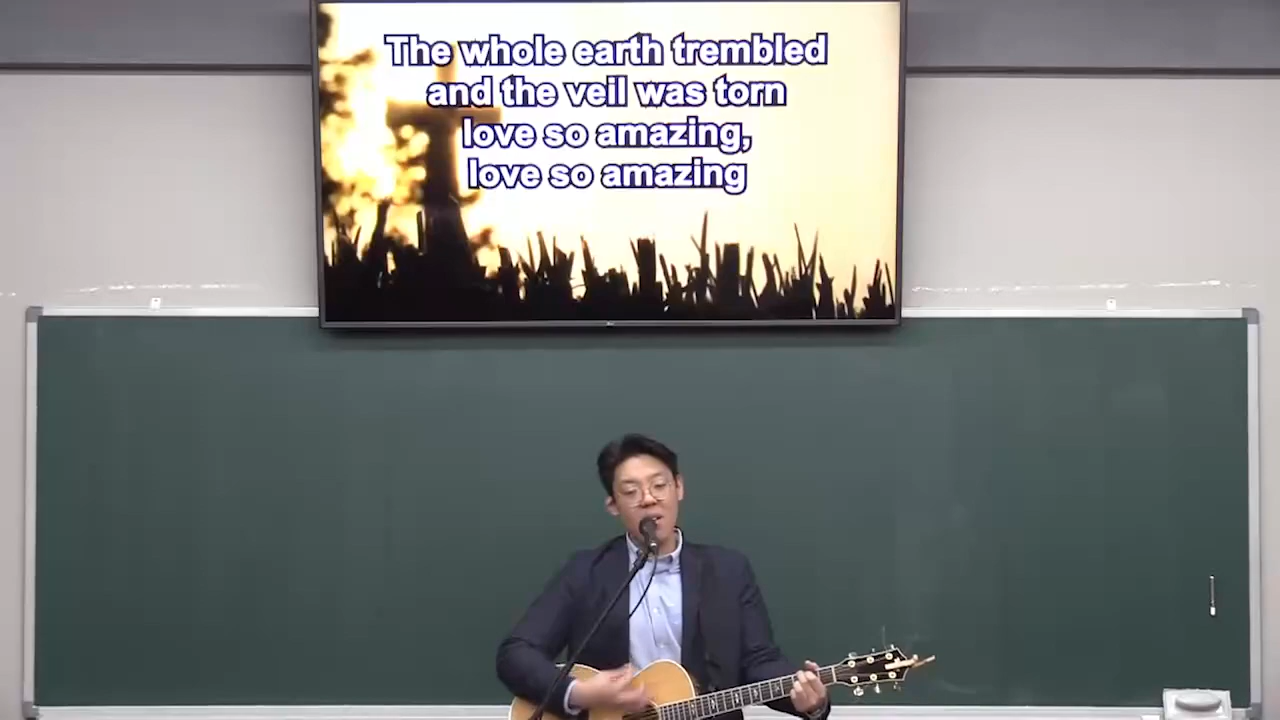 The whole earth trembled
and the veil was torn
love so amazing,
love so amazing